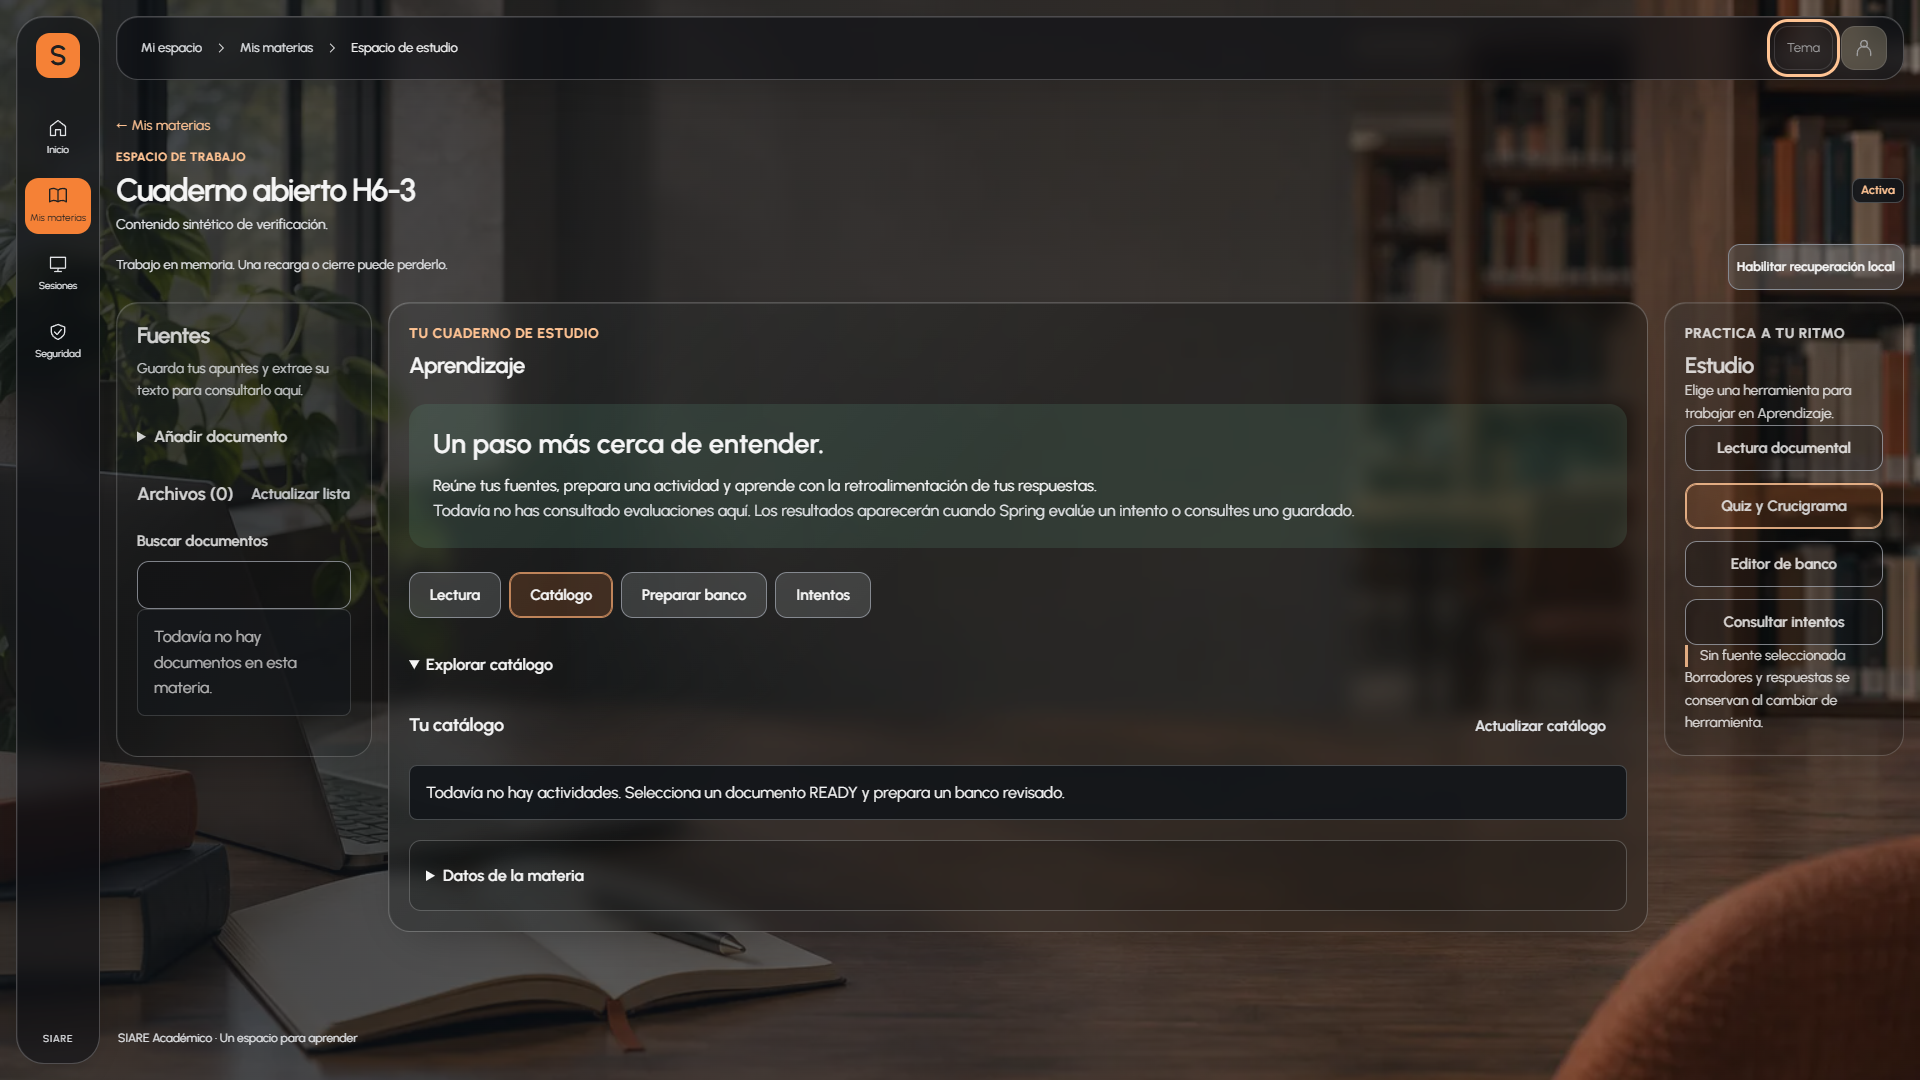 S
Mi espacio > Mis materias > Espacio de estudio
Tema
Inicio
Mis materias
Sesiones
Seguridad
SIARE
← Mis materias
ESPACIO DE TRABAJO
Cuaderno abierto H6-3
Contenido sintético de verificación.
Activa
Trabajo en memoria. Una recarga o cierre puede perderlo.
Habilitar recuperación local
Fuentes
Guarda tus apuntes y extrae su
texto para consultarlo aquí.
Añadir documento
Archivos (0) Actualizar lista
Buscar documentos
Todavía no hay
documentos en esta
materia.
TU CUADERNO DE ESTUDIO
Aprendizaje
Un paso más cerca de entender.
Reúne tus fuentes, prepara una actividad y aprende con la retroalimentación de tus respuestas.
Todavía no has consultado evaluaciones aquí. Los resultados aparecerán cuando Spring evalúe un intento o consultes uno guardado.
Lectura Catálogo Preparar banco Intentos
Explorar catálogo
Tu catálogo Actualizar catálogo
Todavía no hay actividades. Selecciona un documento READY y prepara un banco revisado.
Datos de la materia
PRACTICA A TU RITMO
Estudio
Elige una herramienta para
trabajar en Aprendizaje.
Lectura documental
Quiz y Crucigrama
Editor de banco
Consultar intentos
Sin fuente seleccionada
Borradores y respuestas se
conservan al cambiar de
herramienta.
SIARE Académico · Un espacio para aprender